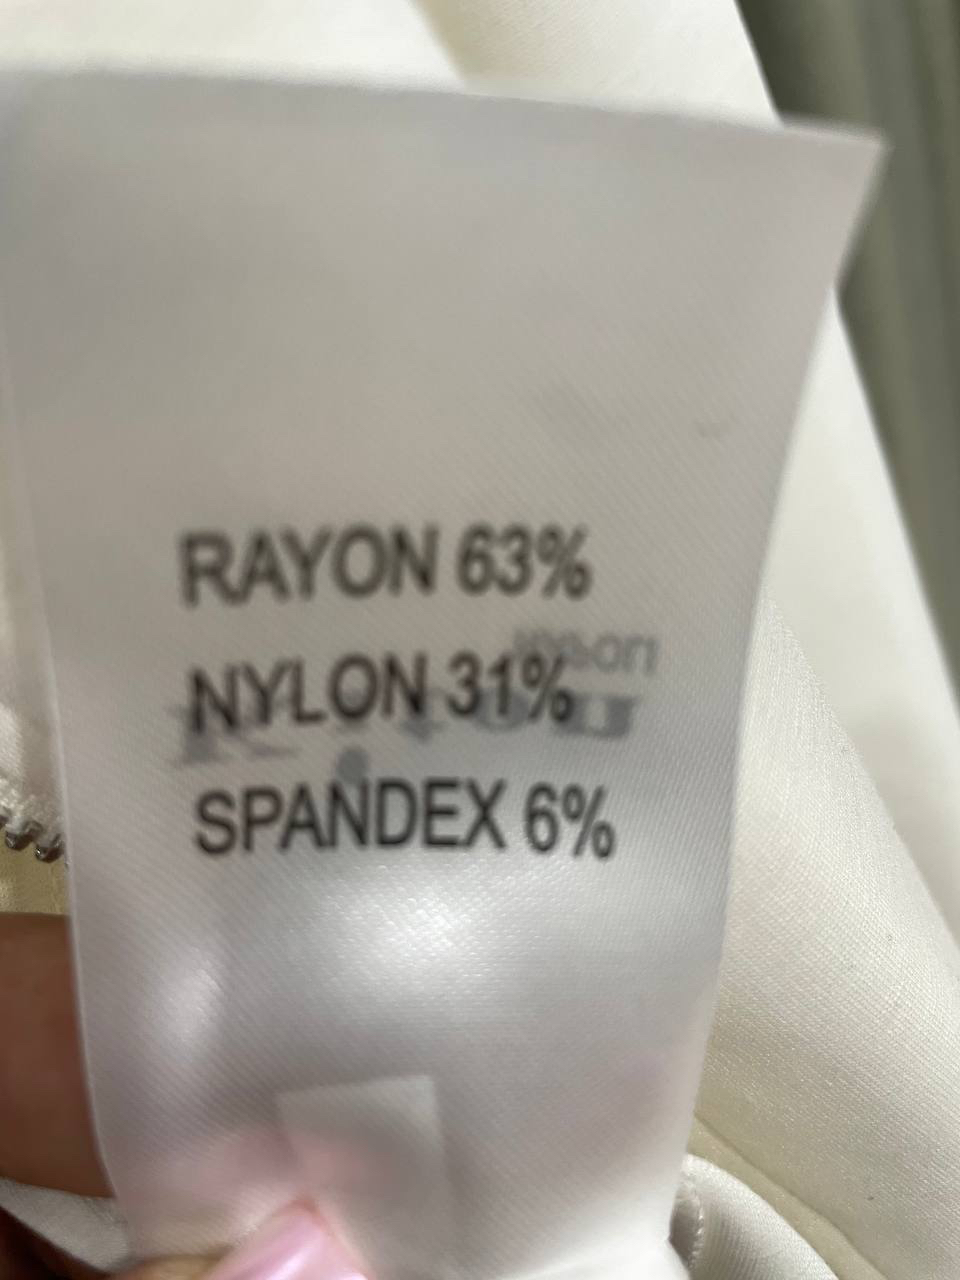 RAYON 63%
NYLON 31%
SPANDEX 6%